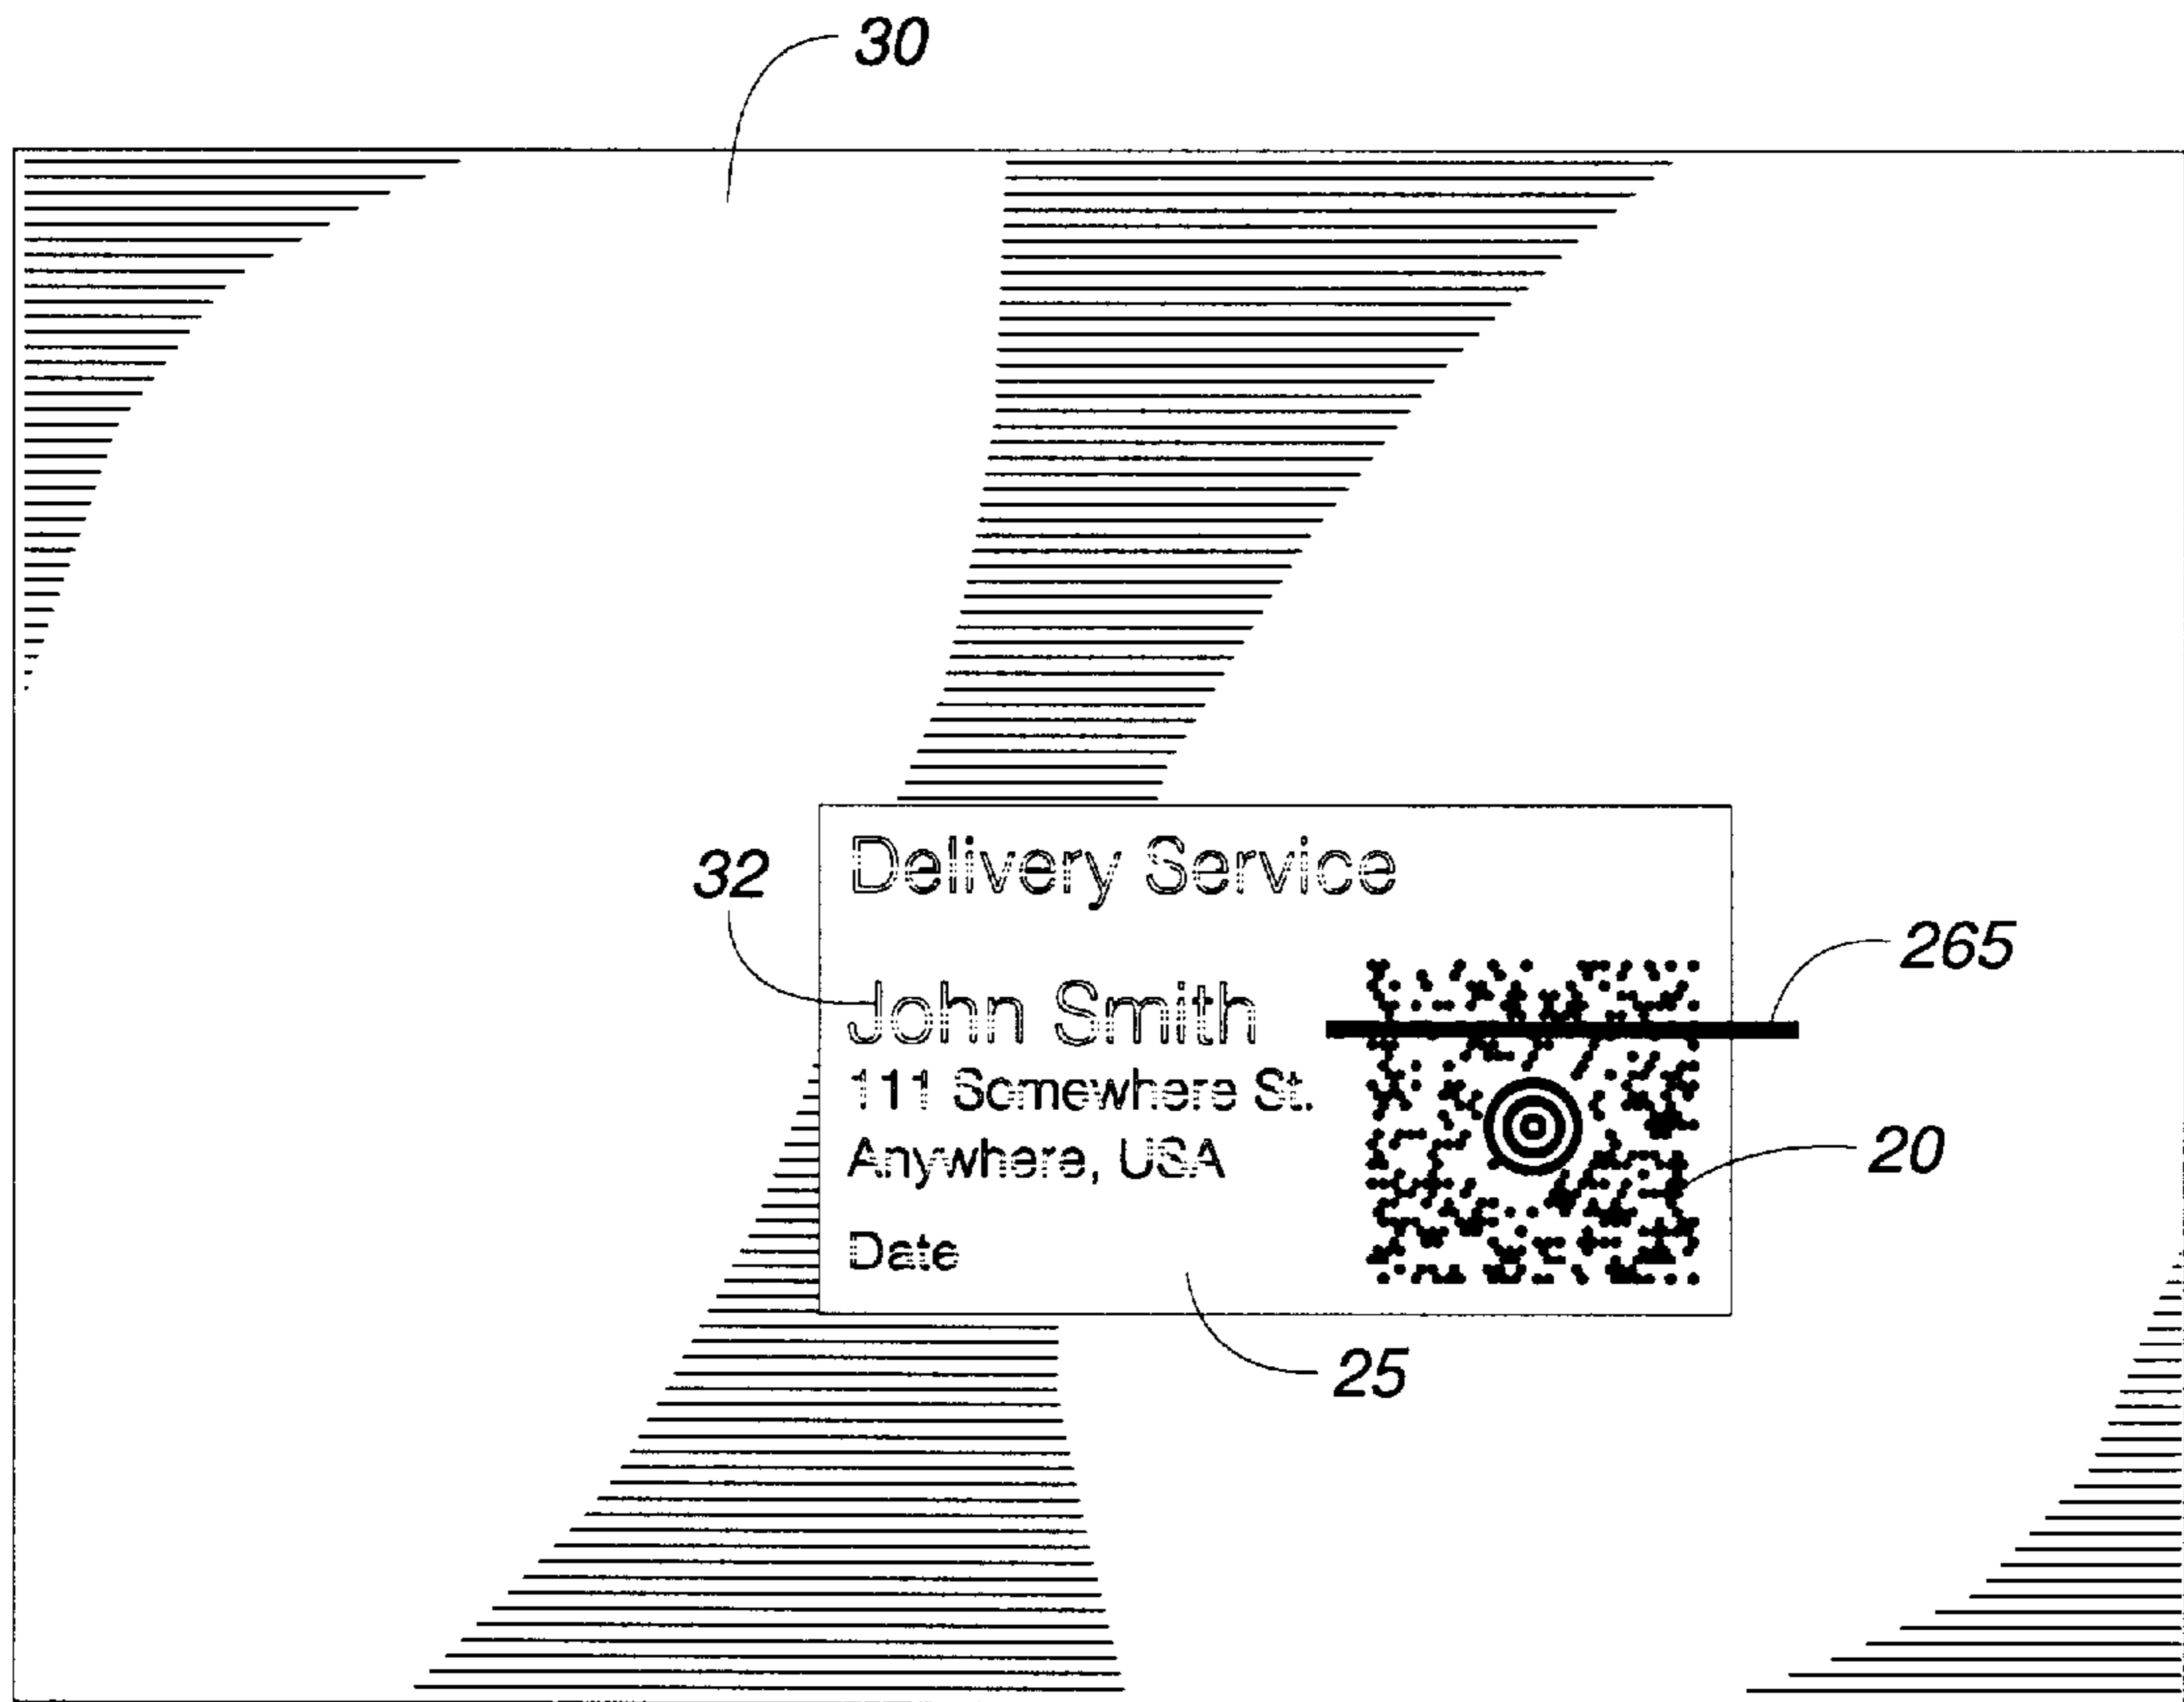 30
Delivery Service
32
265
John Smith
111 Somewhere St.
Anywhere, USA
20
Date
25